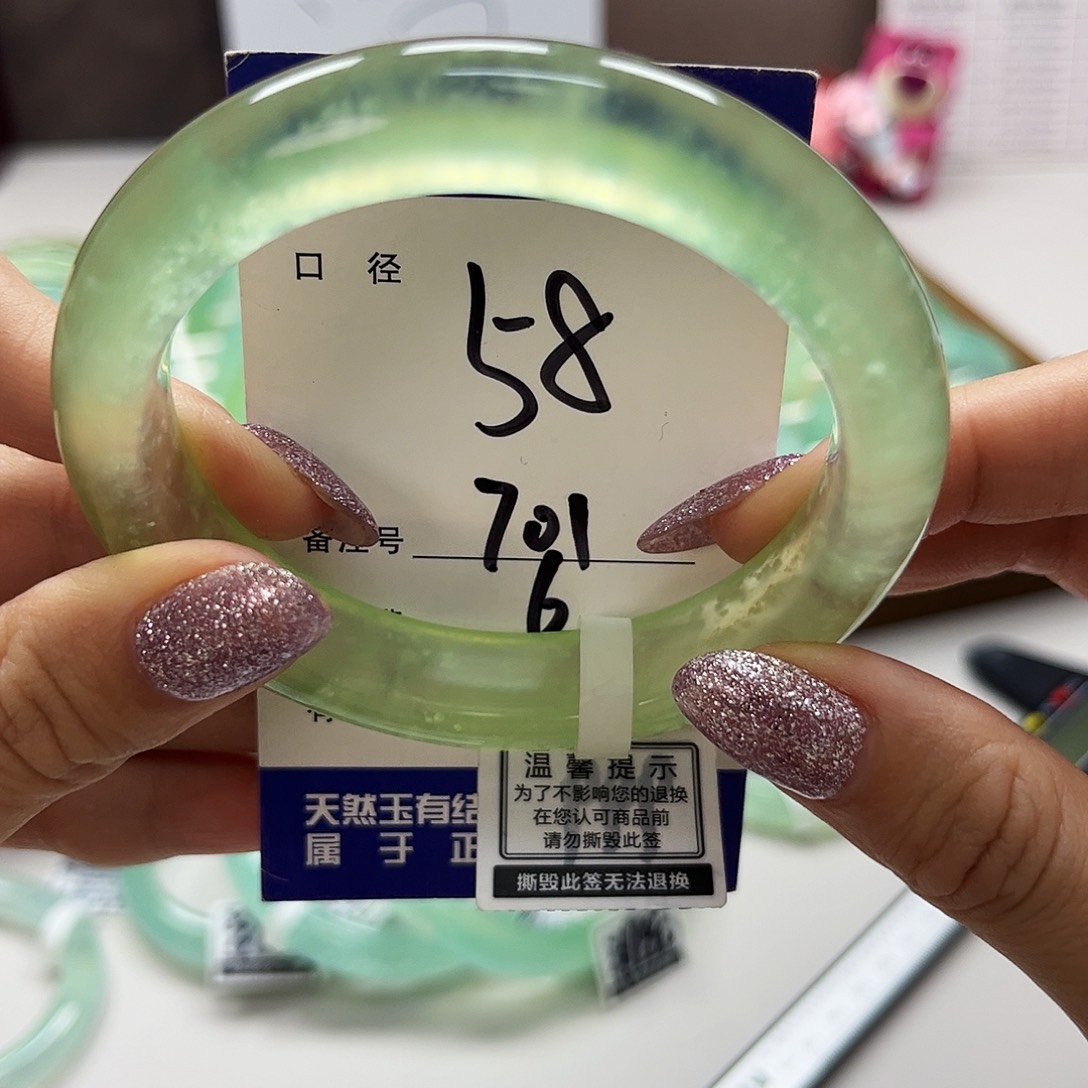 口 径
58
备注号 701
6
天然玉有结
属 于 正
温馨提示
为了不影响您的退换
在您认可商品前
请勿撕毁此签
撕毁此签无法退换